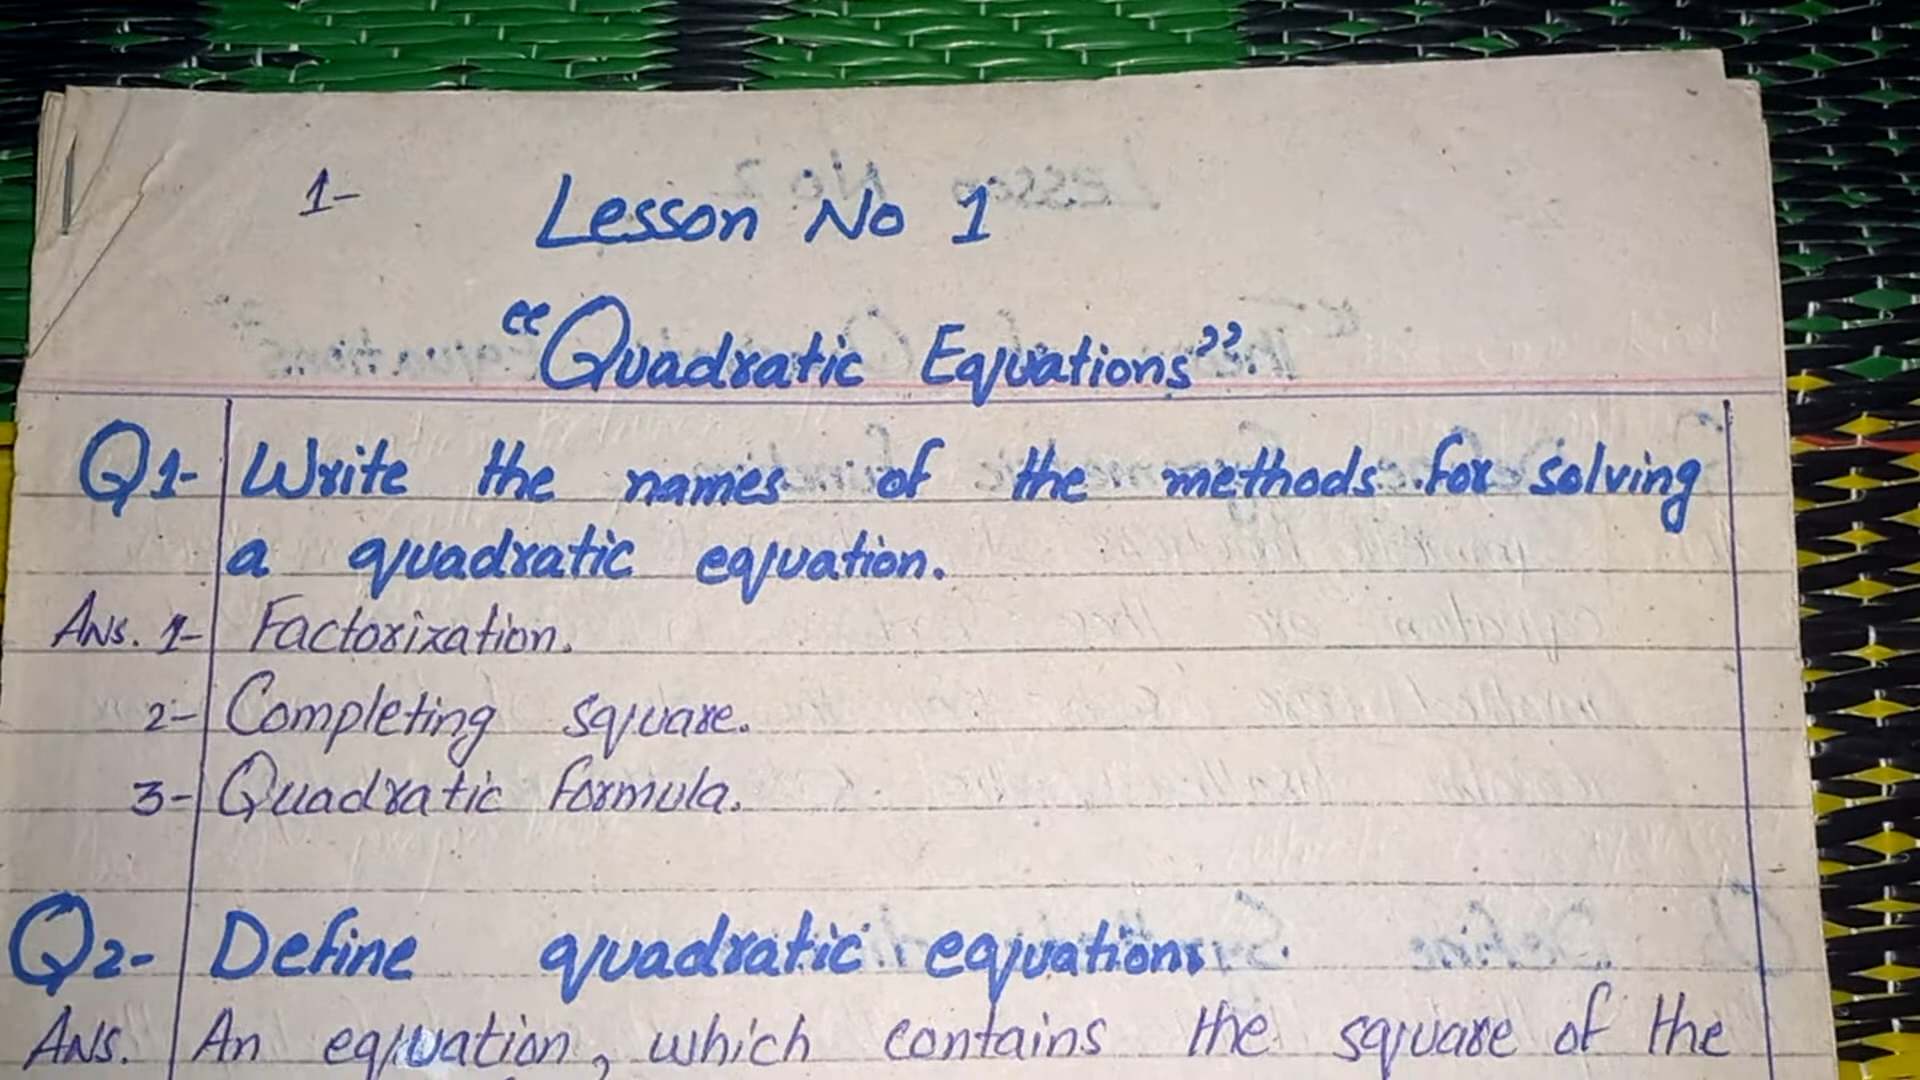 1-
Lesson No 1
"Quadratic Equations"
Q1- Write the names of the methods for solving
a quadratic equation.
Ans. 1- Factorization.
2- Completing square.
3- Quadratic formula.
Q2- Define quadratic equations.
Ans. An equation, which contains the square of the